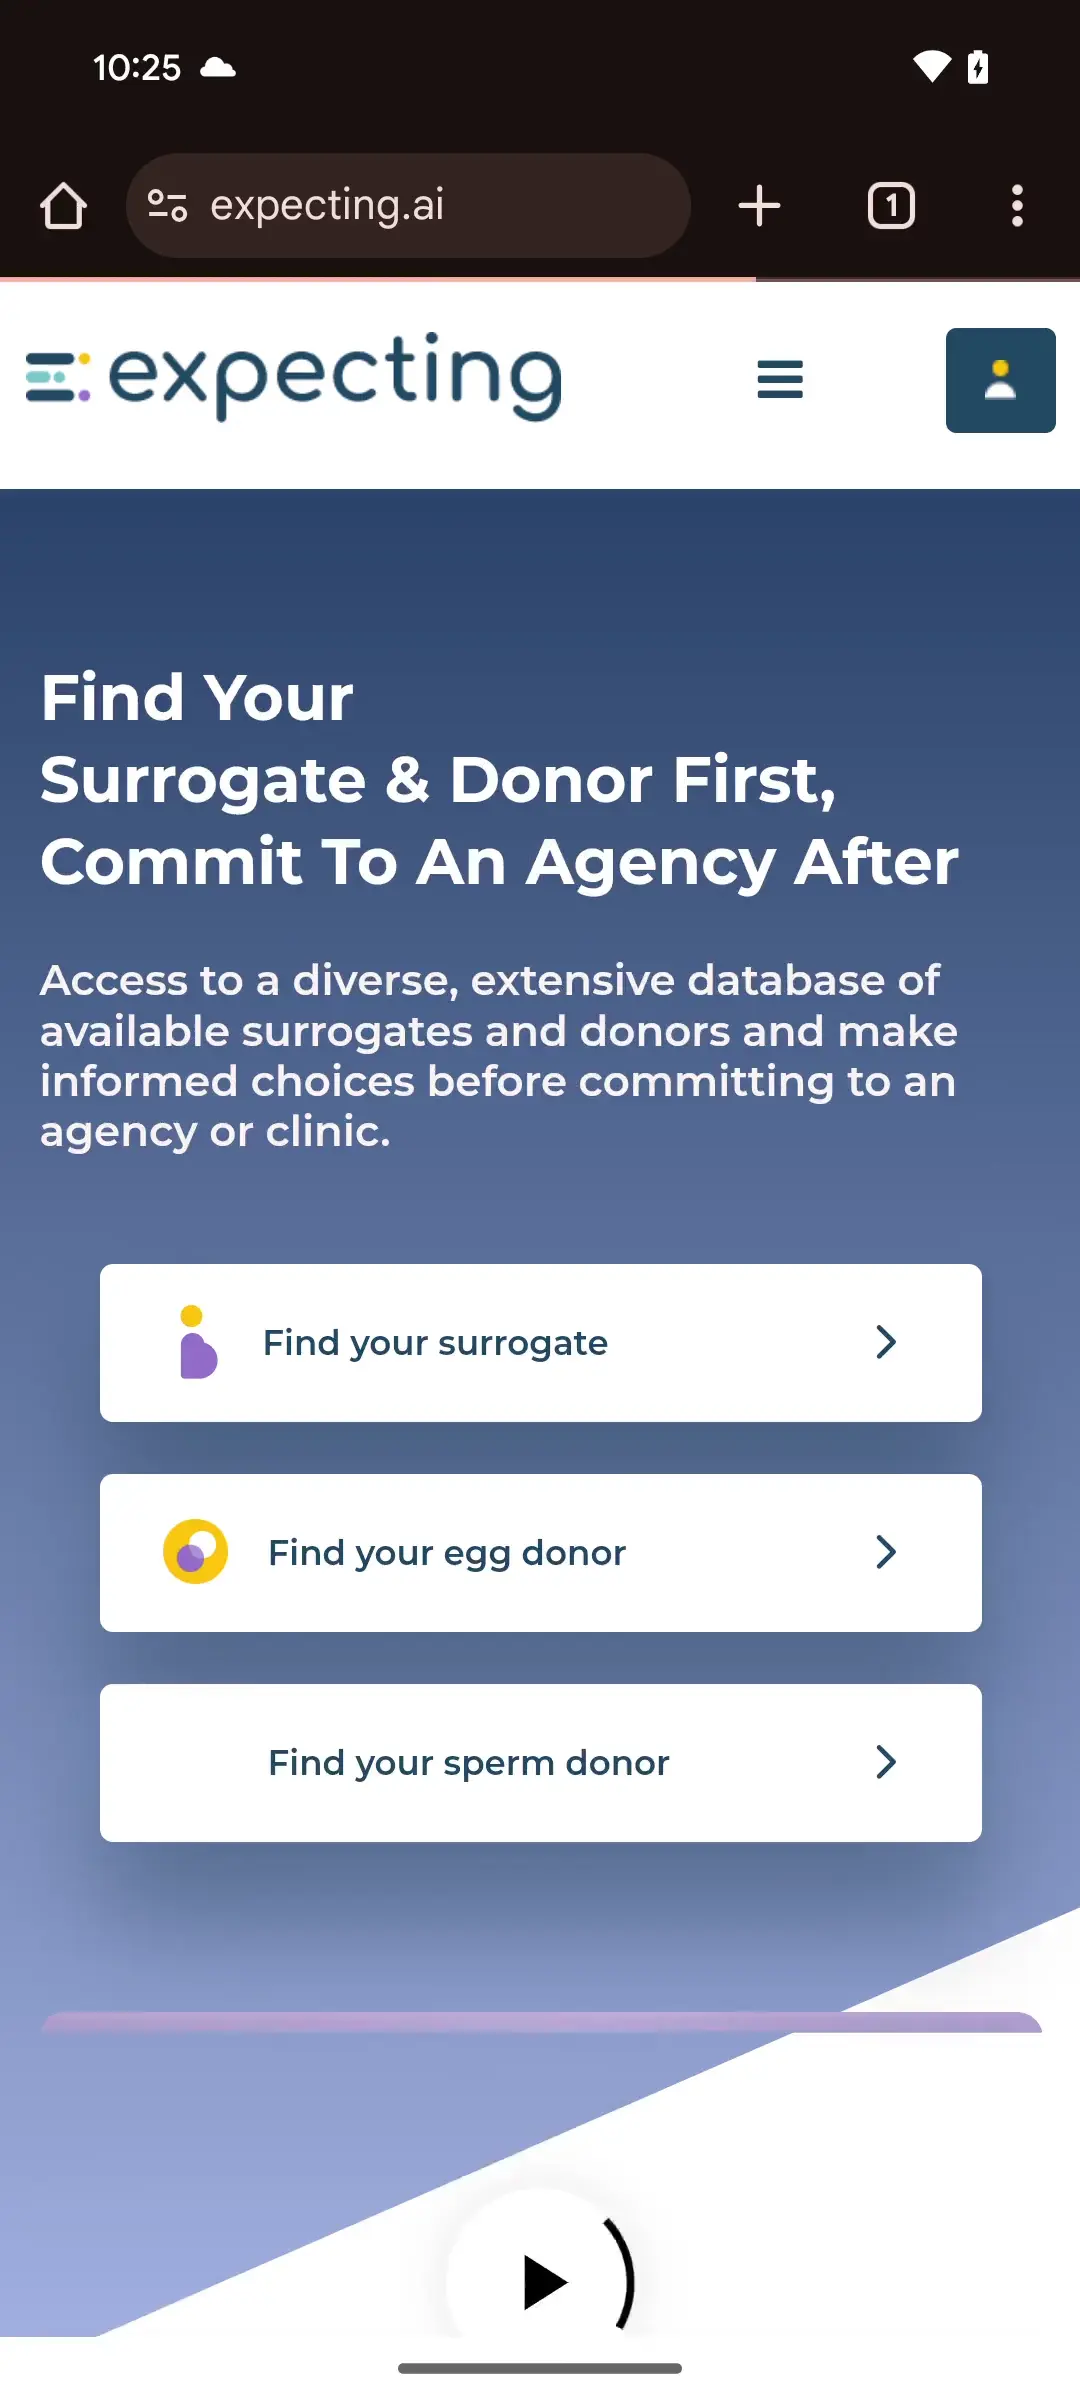 10:25
expecting.ai
1
expecting
Find Your
Surrogate & Donor First,
Commit To An Agency After
Access to a diverse, extensive database of
available surrogates and donors and make
informed choices before committing to an
agency or clinic.
Find your surrogate
Find your egg donor
Find your sperm donor